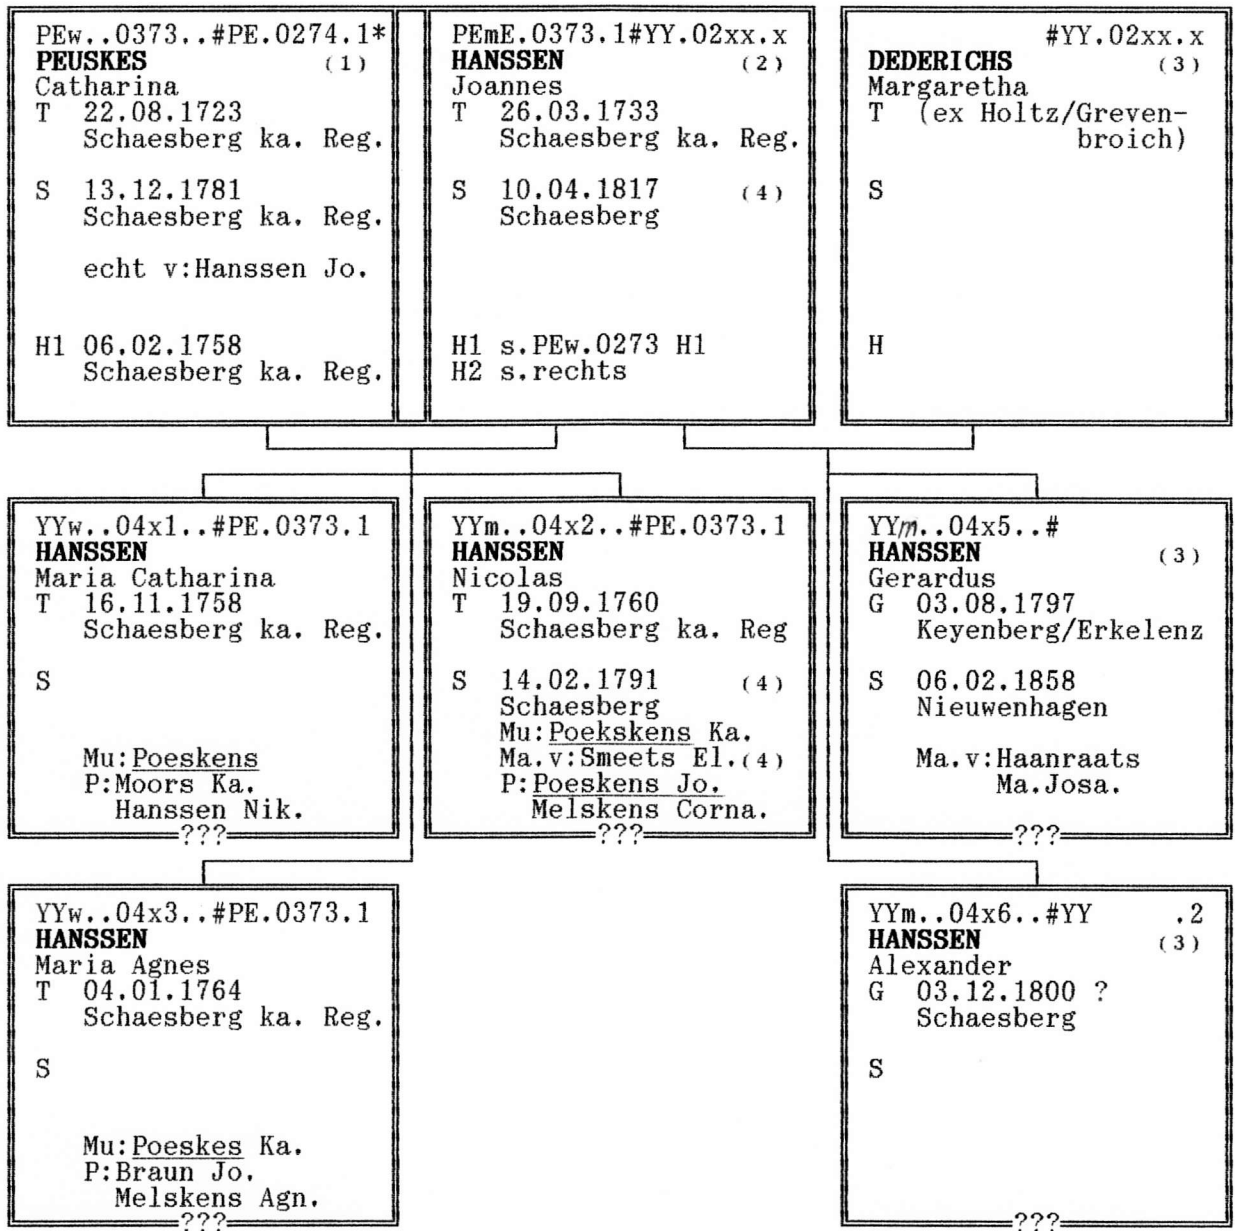 PEw..0373..#PE.0274.1*
PEUSKES (1)
Catharina
T 22.08.1723
Schaesberg ka. Reg.
S 13.12.1781
Schaesberg ka. Reg.
echt v:Hanssen Jo.
H1 06.02.1758
Schaesberg ka. Reg.
PEmE.0373.1#YY.02xx.x
HANSSEN (2)
Joannes
T 26.03.1733
Schaesberg ka. Reg.
S 10.04.1817 (4)
Schaesberg
H1 s.PEw.0273 H1
H2 s.rechts
#YY.02xx.x
DEDERICHS (3)
Margaretha
T (ex Holtz/Greven-
broich)
S
H
YYw..04x1..#PE.0373.1
HANSSEN
Maria Catharina
T 16.11.1758
Schaesberg ka. Reg.
S
Mu:Poeskens
P:Moors Ka.
Hanssen Nik.
???
YYm..04x2..#PE.0373.1
HANSSEN
Nicolas
T 19.09.1760
Schaesberg ka. Reg
S 14.02.1791 (4)
Schaesberg
Mu:Poekskens Ka.
Ma.v:Smeets El.(4)
P:Poeskens Jo.
Melskens Corna.
???
YYm..04x5..#
HANSSEN (3)
Gerardus
G 03.08.1797
Keyenberg/Erkelenz
S 06.02.1858
Nieuwenhagen
Ma.v:Haanraats
Ma.Josa.
???
YYw..04x3..#PE.0373.1
HANSSEN
Maria Agnes
T 04.01.1764
Schaesberg ka. Reg.
S
Mu:Poeskes Ka.
P:Braun Jo.
Melskens Agn.
???
YYm..04x6..#YY .2
HANSSEN (3)
Alexander
G 03.12.1800 ?
Schaesberg
S
???